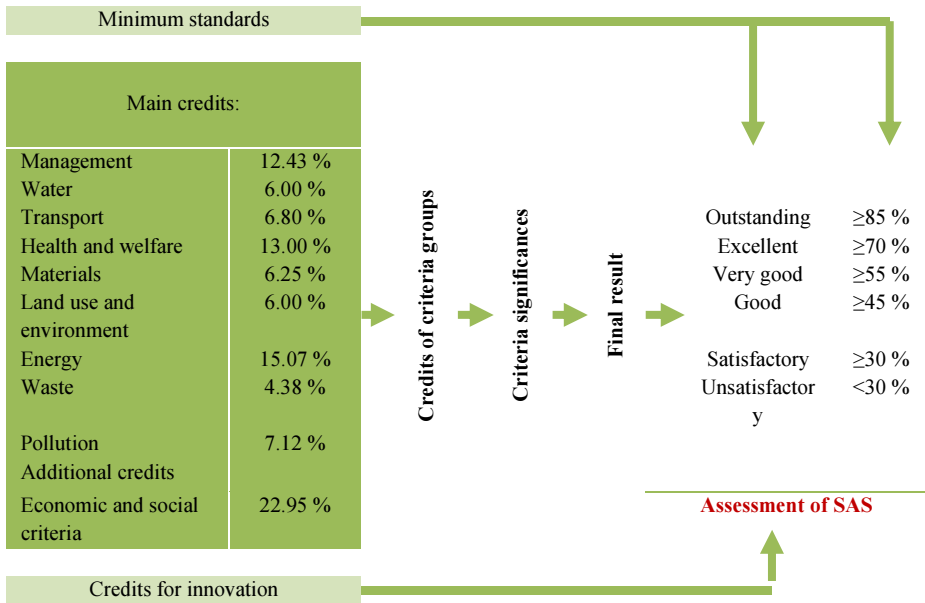 Minimum standards
Main credits:
Management 12.43 %
Water 6.00 %
Transport 6.80 %
Health and welfare 13.00 %
Materials 6.25 %
Land use and 6.00 %
environment
Energy 15.07 %
Waste 4.38 %
Pollution 7.12 %
Additional credits
Economic and social 22.95 %
criteria
Credits of criteria groups
Criteria significances
Final result
Outstanding ≥85 %
Excellent ≥70 %
Very good ≥55 %
Good ≥45 %
Satisfactory ≥30 %
Unsatisfactor <30 %
y
Assessment of SAS
Credits for innovation